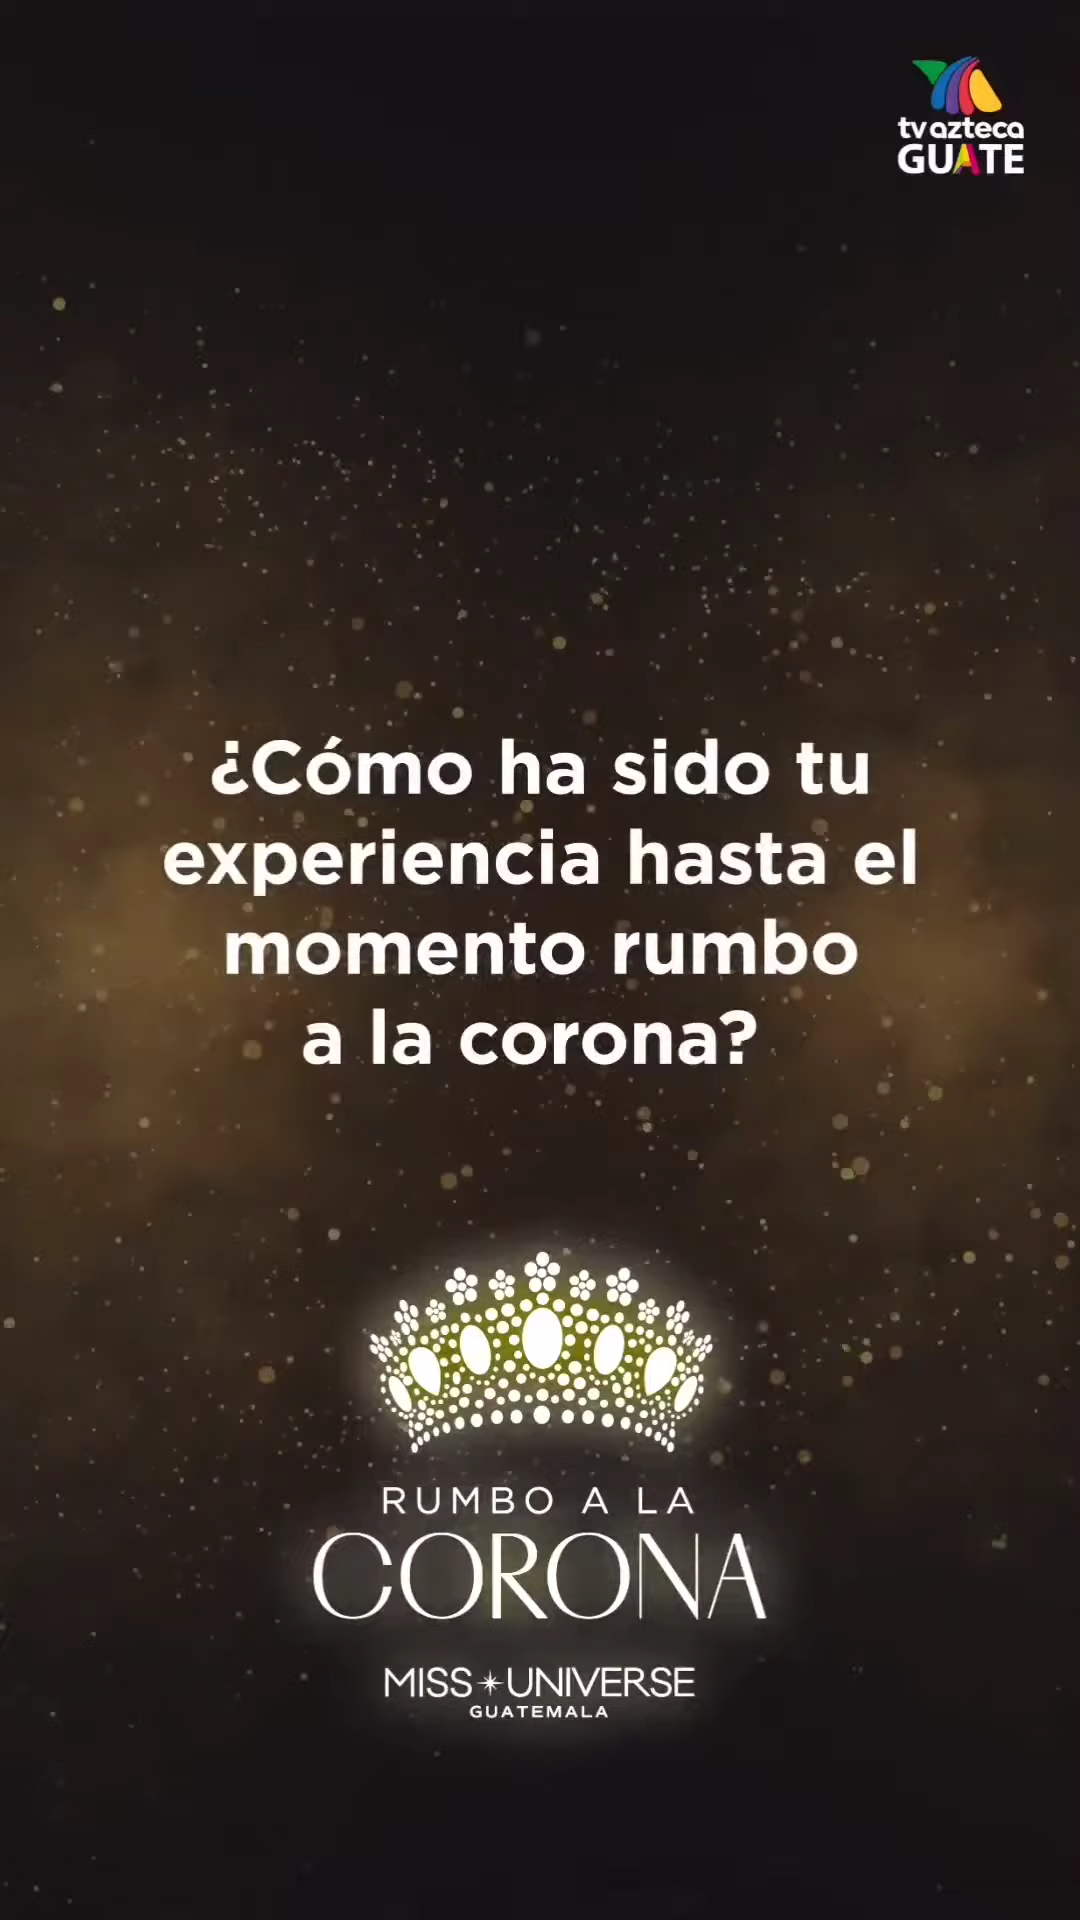 tv azteca
GUATE
¿Cómo ha sido tu
experiencia hasta el
momento rumbo
a la corona?
RUMBO A LA
CORONA
MISS UNIVERSE
GUATEMALA